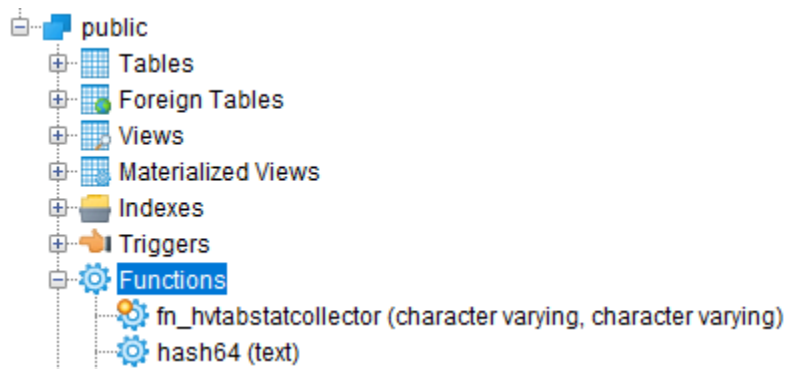 public
Tables
Foreign Tables
Views
Materialized Views
Indexes
Triggers
Functions
fn_hvtabstatcollector (character varying, character varying)
hash64 (text)